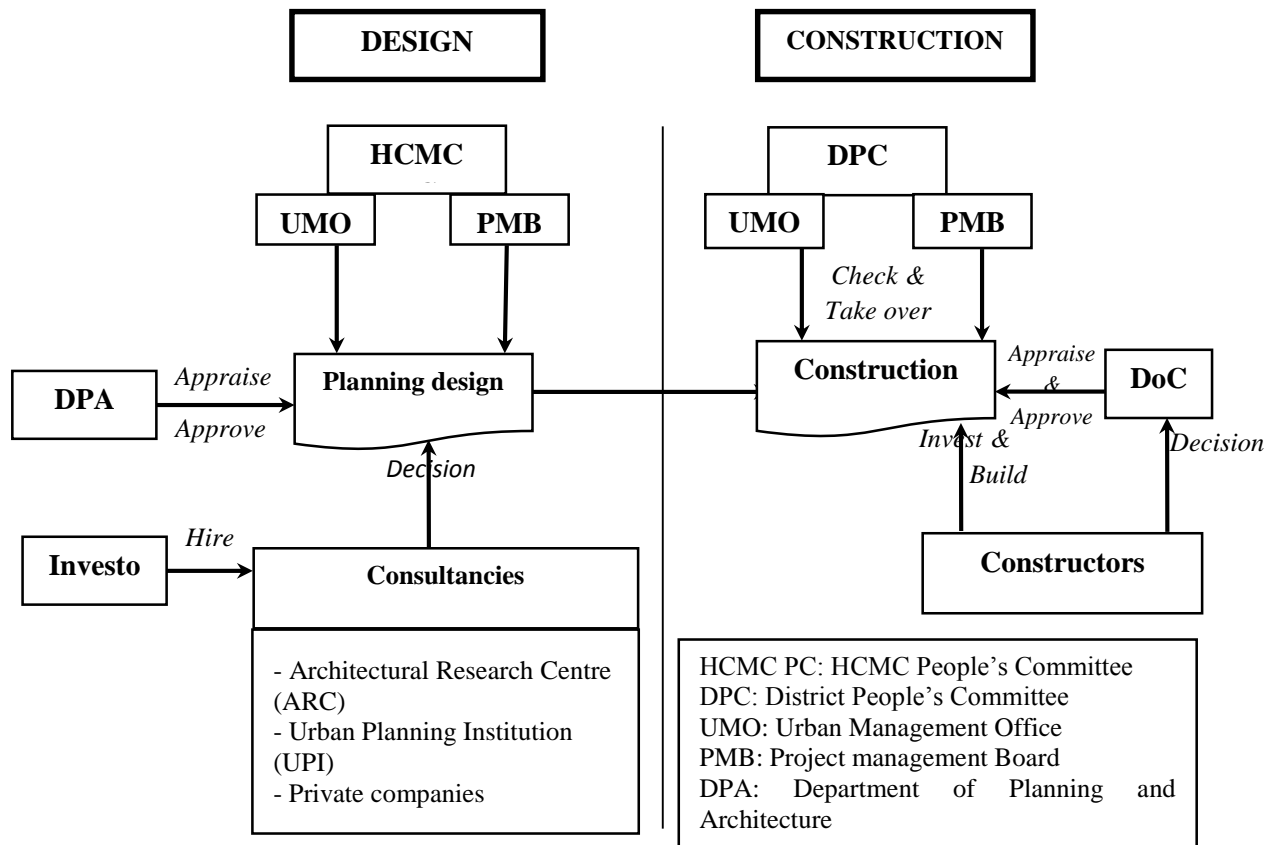 DESIGN
CONSTRUCTION
HCMC
DPC
UMO
PMB
UMO
PMB
Check &
Take over
Planning design
Construction
DPA
Appraise
Approve
Appraise
&
Approve
DoC
Decision
Invest &
Build
Decision
Investo
Hire
Consultancies
Constructors
- Architectural Research Centre
(ARC)
- Urban Planning Institution
(UPI)
- Private companies
HCMC PC: HCMC People’s Committee
DPC: District People’s Committee
UMO: Urban Management Office
PMB: Project management Board
DPA: Department of Planning and
Architecture